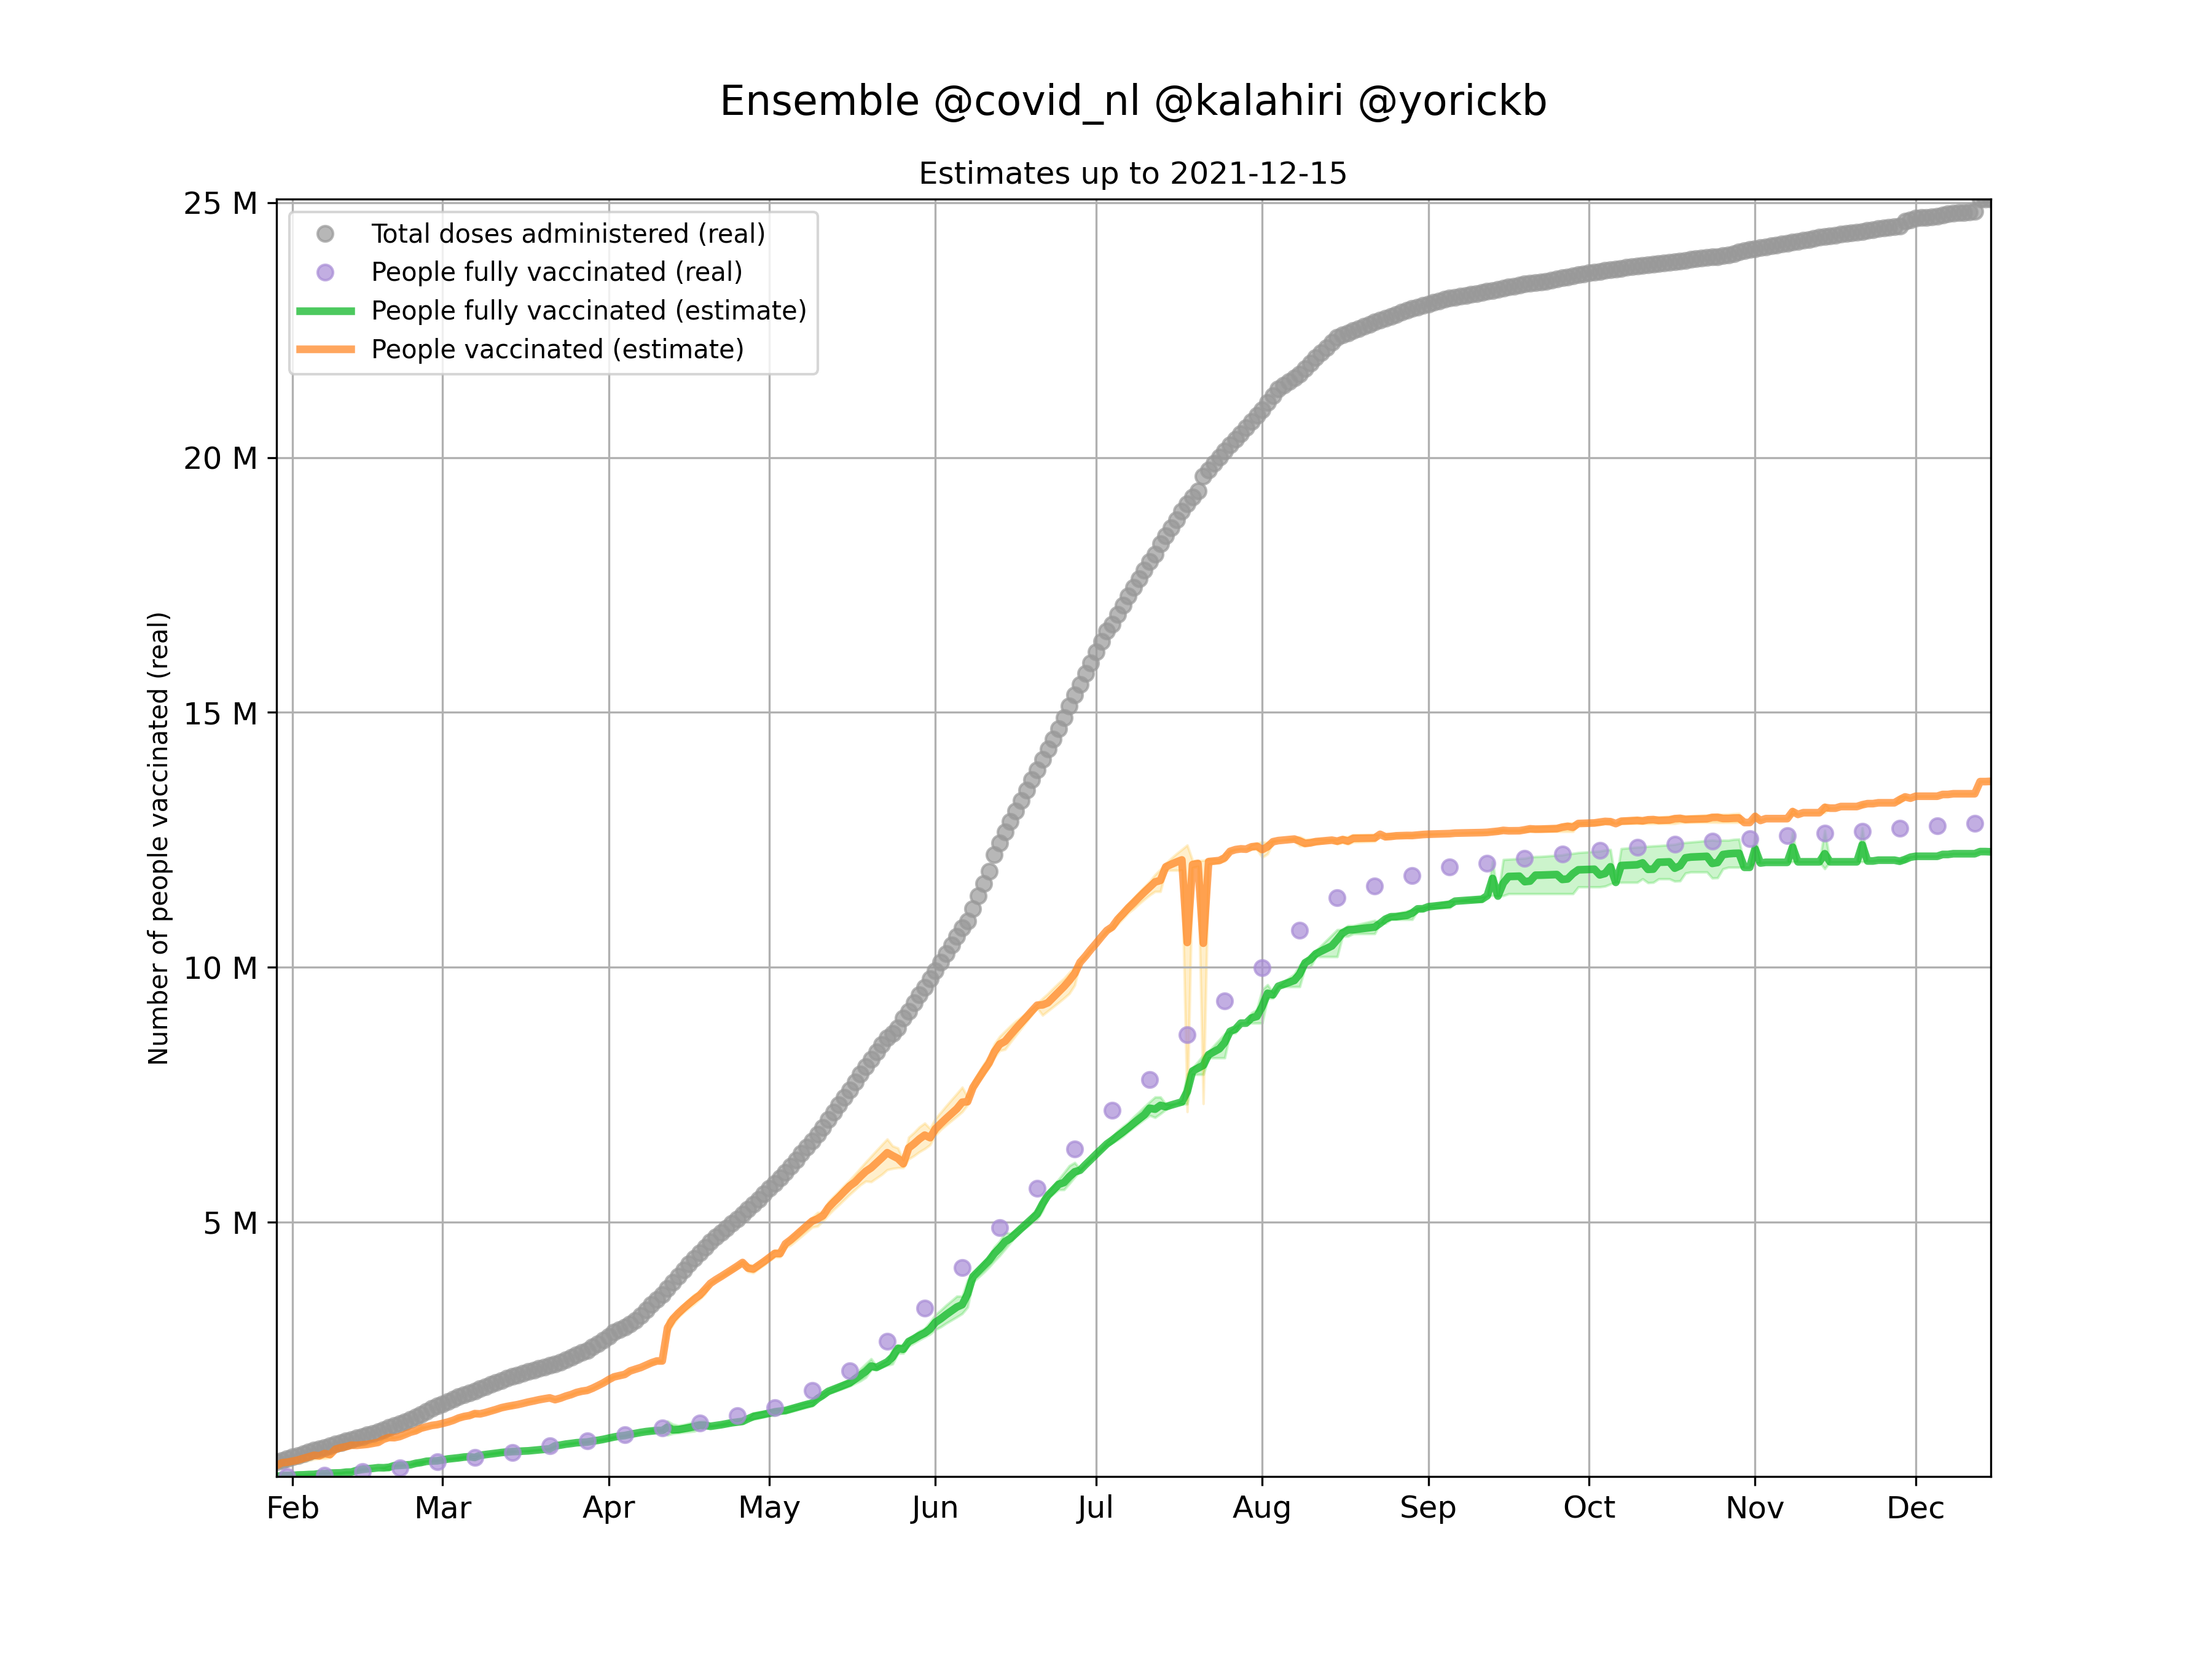 Ensemble @covid_nl @kalahiri @yorickb
Estimates up to 2021-12-15
25 M
20 M
15 M
10 M
5 M
Number of people vaccinated (real)
Total doses administered (real)
People fully vaccinated (real)
People fully vaccinated (estimate)
People vaccinated (estimate)
Feb Mar Apr May Jun Jul Aug Sep Oct Nov Dec